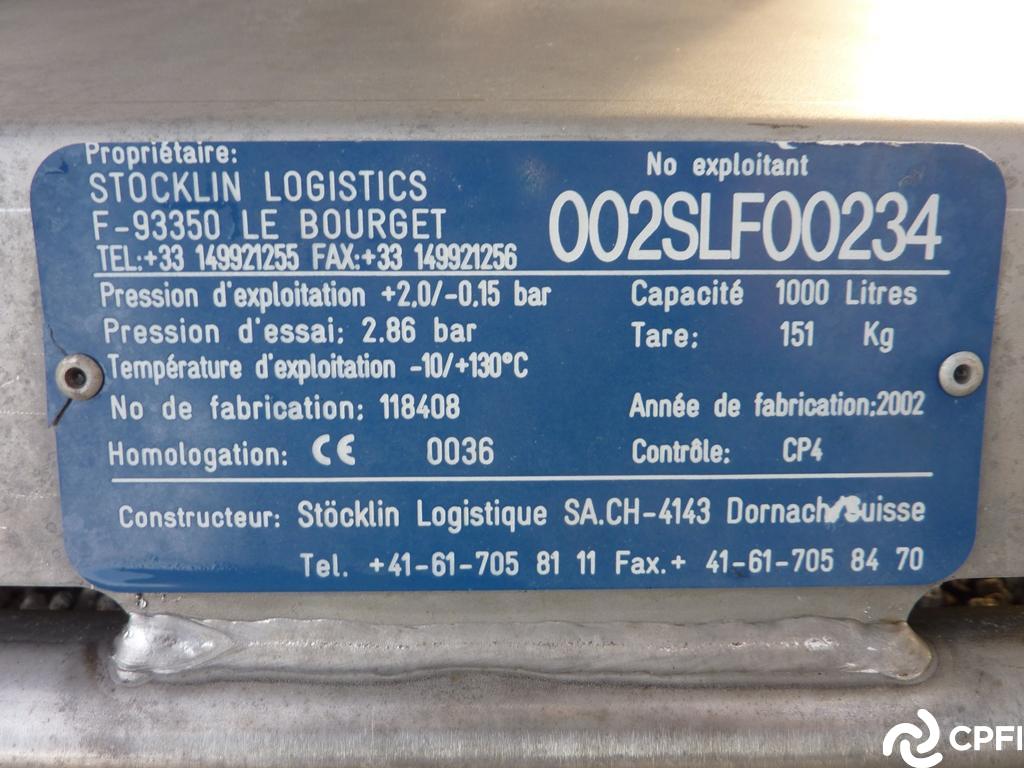 Propriétaire:
STOCKLIN LOGISTICS
F-93350 LE BOURGET
TEL:+33 149921255 FAX:+33 149921256
No exploitant
002SLF00234
Pression d'exploitation +2,0/-0,15 bar
Capacité 1000 Litres
Pression d'essai: 2.86 bar
Tare: 151 Kg
Température d'exploitation -10/+130°C
No de fabrication: 118408
Année de fabrication:2002
Homologation: CE 0036
Contrôle: CP4
Constructeur: Stöcklin Logistique SA.CH-4143 Dornach/Suisse
Tel. +41-61-705 81 11 Fax.+ 41-61-705 84 70
CPFI